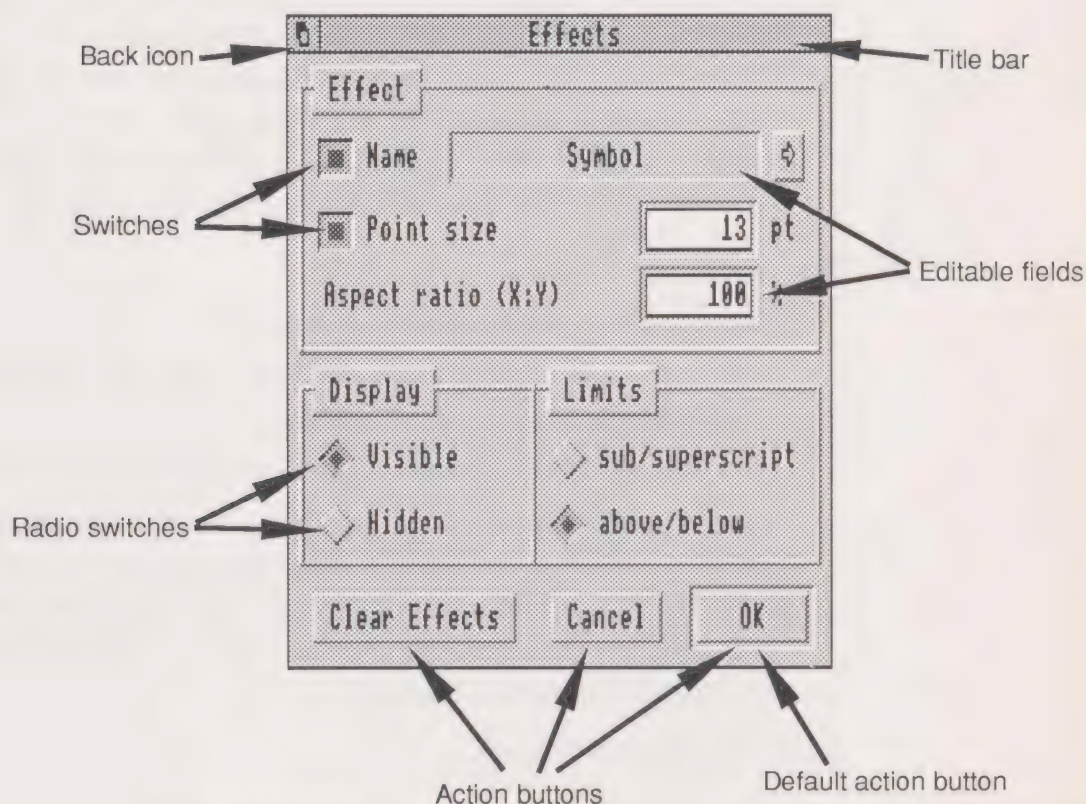 Effects
Back icon
Title bar
Effect
Name
Symbol
Switches
Point size
13 pt
Editable fields
Aspect ratio (X:Y)
100 %
Display
Limits
Visible
sub/superscript
Radio switches
Hidden
above/below
Clear Effects
Cancel
OK
Action buttons
Default action button